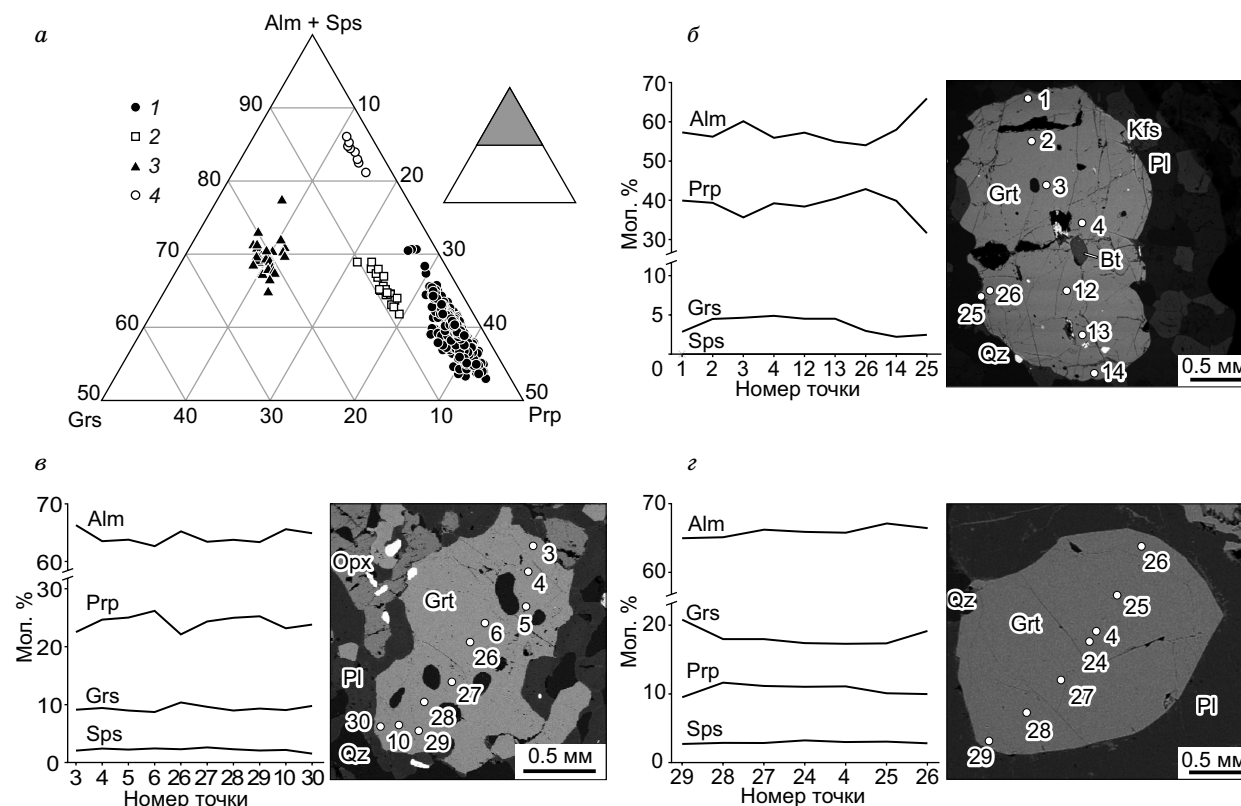 а
Alm + Sps
1
2
3
4
90
80
70
60
50
10
20
30
40
50
Grs
40
30
20
10
Prp
б
Мол. %
70
60
50
40
30
10
5
0
Alm
Prp
Grs
Sps
1 2 3 4 12 13 26 14 25
Номер точки
1
2
Kfs
Pl
Grt
3
4
Bt
12
26
25
13
Qz
14
0.5 мм
в
Мол. %
70
60
30
20
10
0
Alm
Prp
Grs
Sps
3 4 5 6 26 27 28 29 10 30
Номер точки
3
Opx
4
Grt
5
6
26
Pl
27
28
30
10 29
Qz
0.5 мм
г
Мол. %
70
60
20
10
0
Alm
Grs
Prp
Sps
29 28 27 24 4 25 26
Номер точки
26
Qz
25
Grt
4
24
27
Pl
28
29
0.5 мм